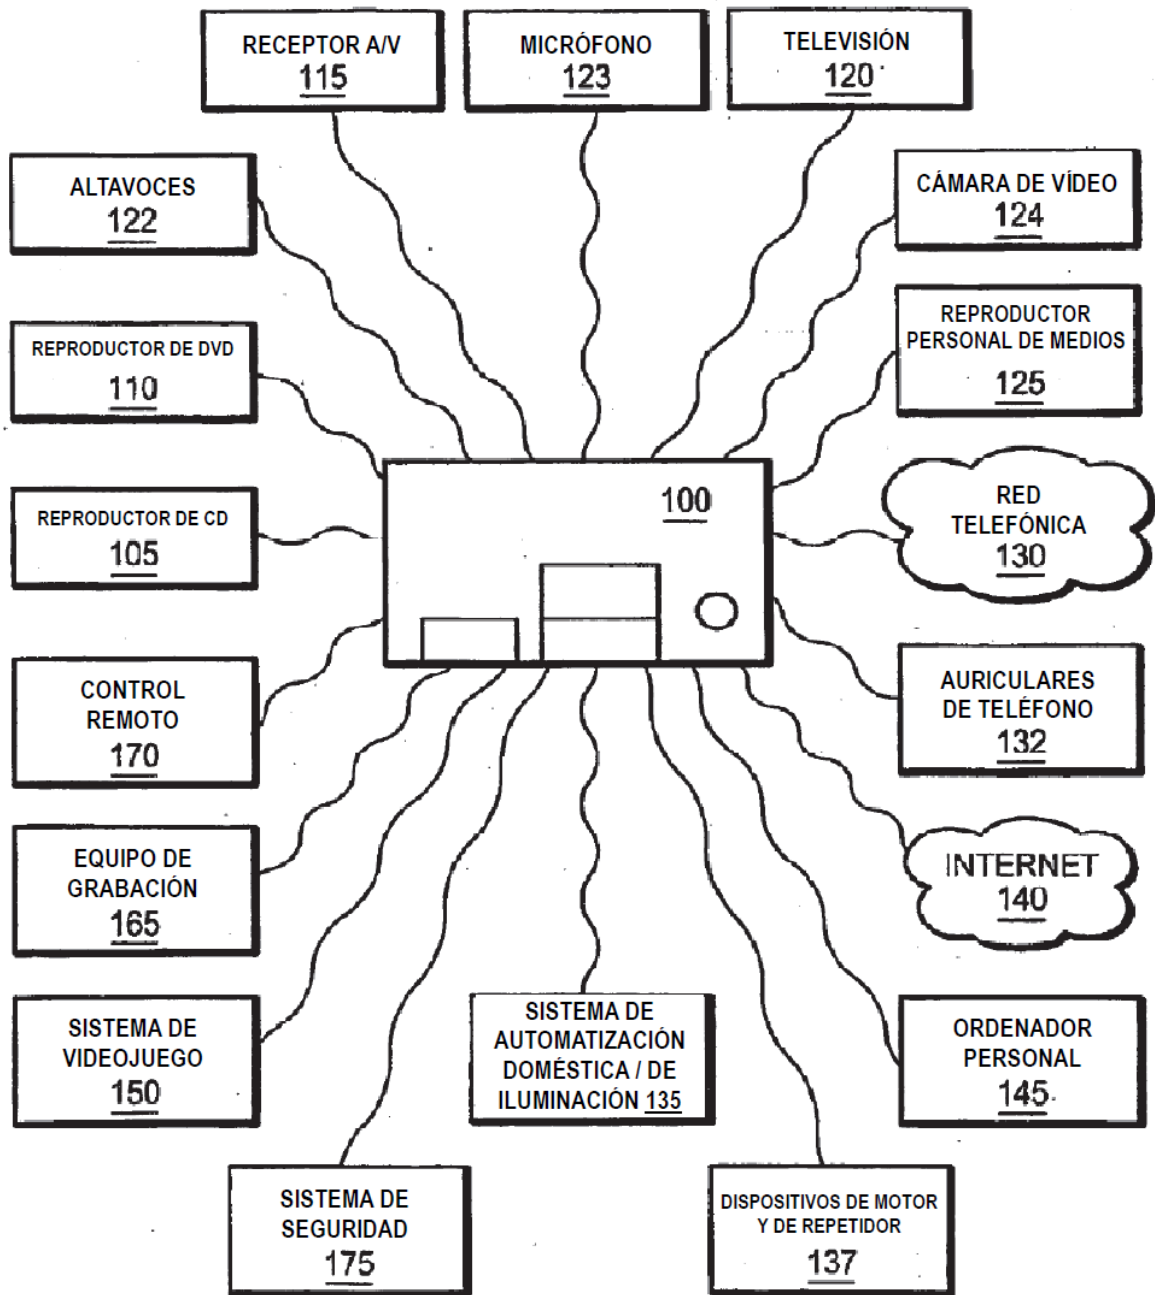 RECEPTOR A/V
115
MICRÓFONO
123
TELEVISIÓN
120
ALTAVOCES
122
CÁMARA DE VÍDEO
124
REPRODUCTOR DE DVD
110
REPRODUCTOR
PERSONAL DE MEDIOS
125
100
REPRODUCTOR DE CD
105
RED
TELEFÓNICA
130
CONTROL
REMOTO
170
AURICULARES
DE TELÉFONO
132
EQUIPO DE
GRABACIÓN
165
INTERNET
140
SISTEMA DE
VIDEOJUEGO
150
SISTEMA DE
AUTOMATIZACIÓN
DOMÉSTICA / DE
ILUMINACIÓN 135
ORDENADOR
PERSONAL
145
SISTEMA DE
SEGURIDAD
175
DISPOSITIVOS DE MOTOR
Y DE REPETIDOR
137